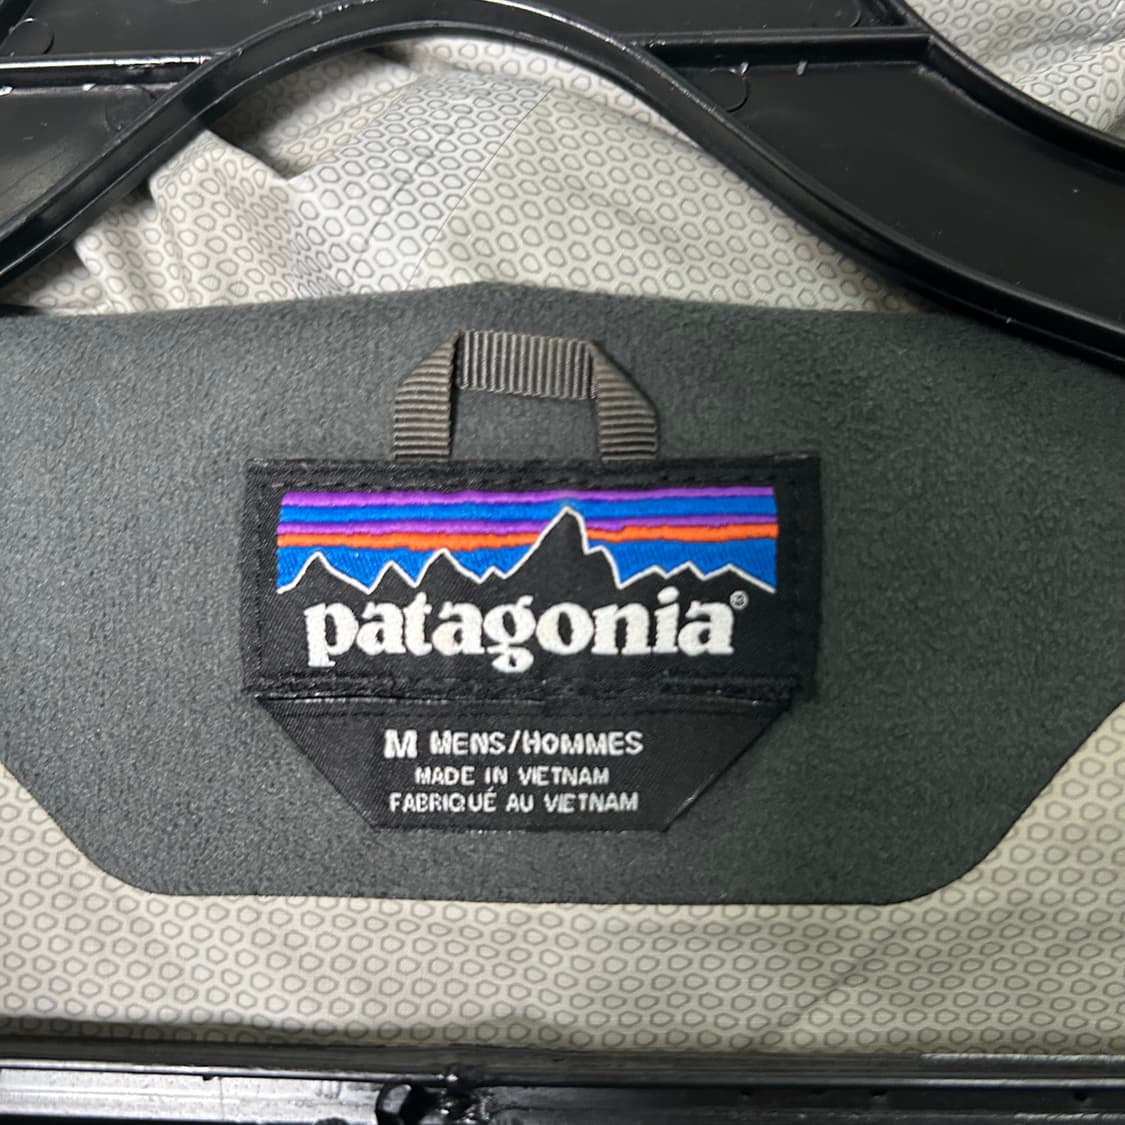 patagonia®
M MENS/HOMMES
MADE IN VIETNAM
FABRIQUÉ AU VIETNAM